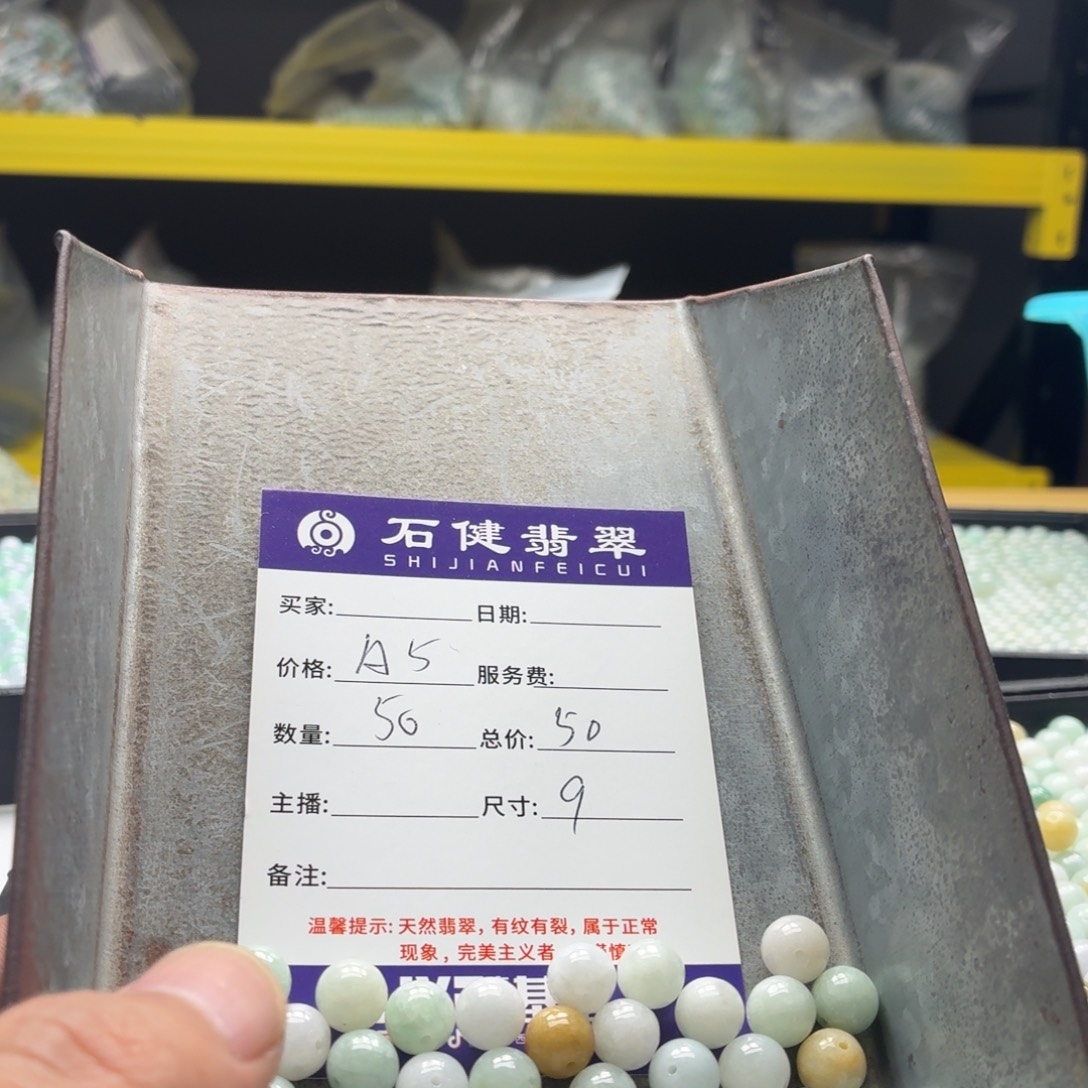 石健翡翠
SHIJIANFEICUI
买家: 日期:
价格: A5 服务费:
数量: 50 总价: 50
主播: 尺寸: 9
备注:
温馨提示: 天然翡翠, 有纹有裂, 属于正常
现象, 完美主义者